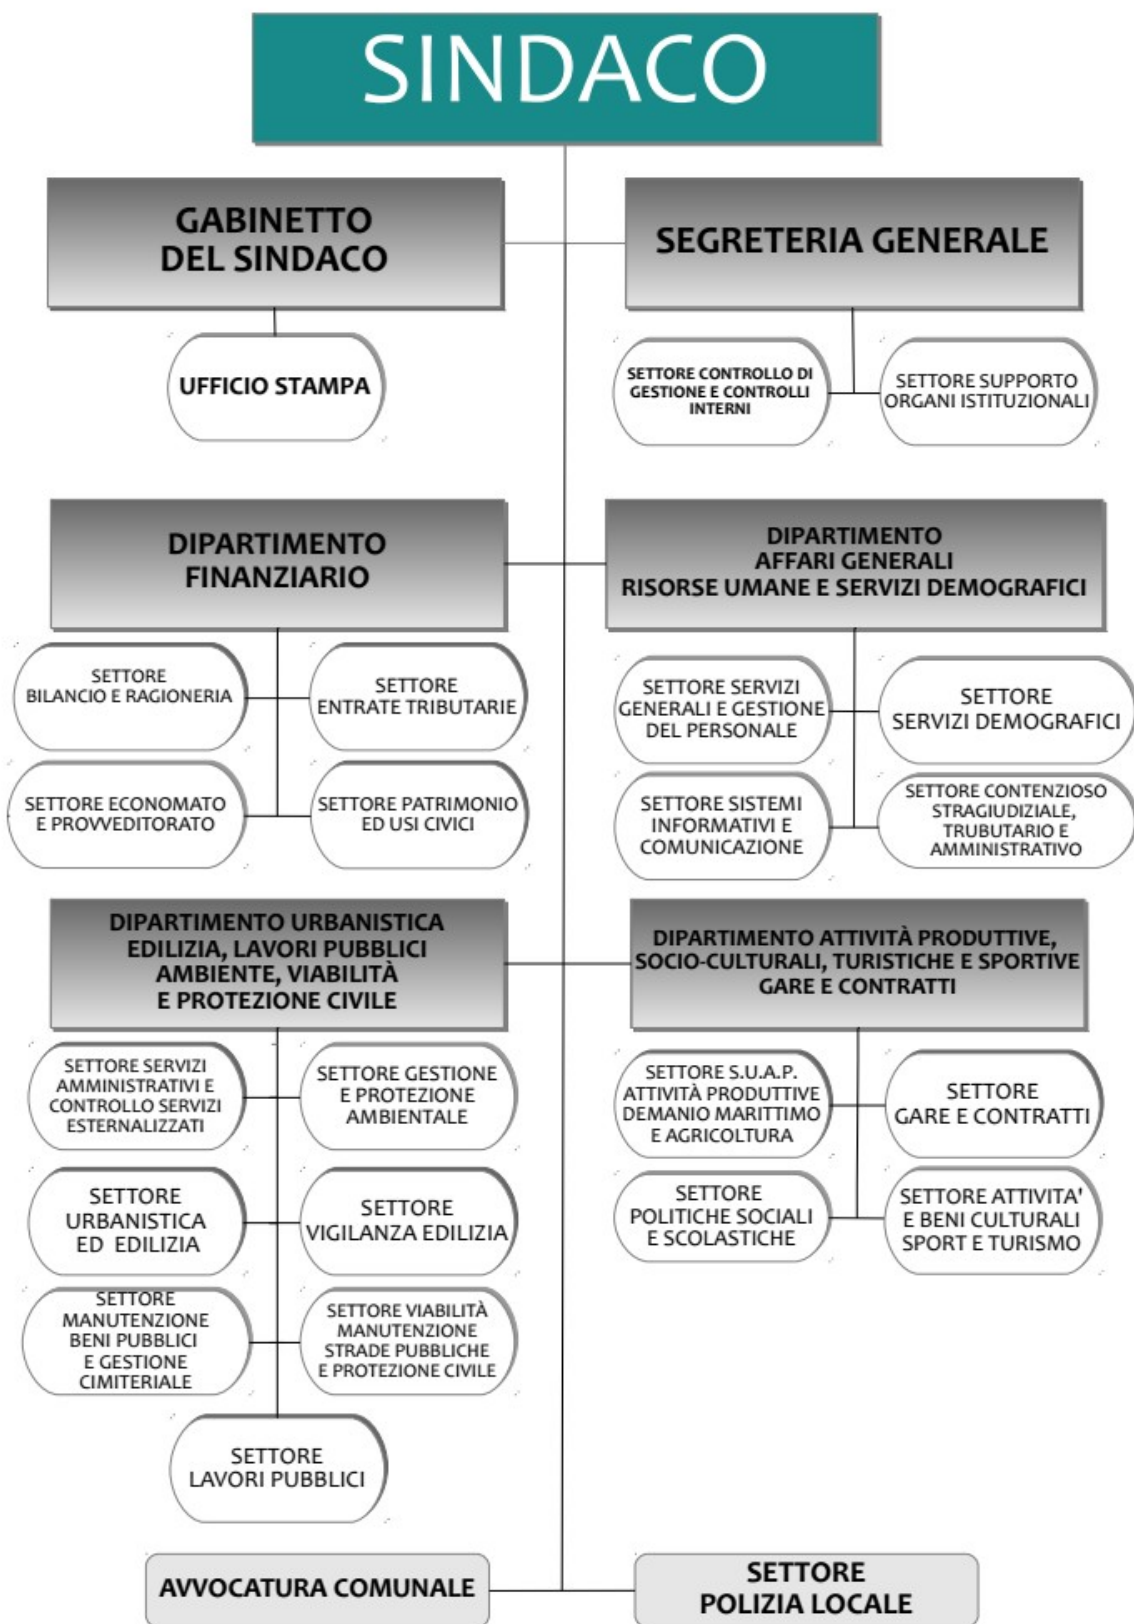 SINDACO
GABINETTO
DEL SINDACO
SEGRETERIA GENERALE
UFFICIO STAMPA
SETTORE CONTROLLO DI
GESTIONE E CONTROLLI
INTERNI
SETTORE SUPPORTO
ORGANI ISTITUZIONALI
DIPARTIMENTO
FINANZIARIO
DIPARTIMENTO
AFFARI GENERALI
RISORSE UMANE E SERVIZI DEMOGRAFICI
SETTORE
BILANCIO E RAGIONERIA
SETTORE
ENTRATE TRIBUTARIE
SETTORE SERVIZI
GENERALI E GESTIONE
DEL PERSONALE
SETTORE
SERVIZI DEMOGRAFICI
SETTORE ECONOMATO
E PROVVEDITORATO
SETTORE PATRIMONIO
ED USI CIVICI
SETTORE SISTEMI
INFORMATIVI E
COMUNICAZIONE
SETTORE CONTENZIOSO
STRAGIUDIZIALE,
TRUBUTARIO E
AMMINISTRATIVO
DIPARTIMENTO URBANISTICA
EDILIZIA, LAVORI PUBBLICI
AMBIENTE, VIABILITÀ
E PROTEZIONE CIVILE
DIPARTIMENTO ATTIVITÀ PRODUTTIVE,
SOCIO-CULTURALI, TURISTICHE E SPORTIVE
GARE E CONTRATTI
SETTORE SERVIZI
AMMINISTRATIVI E
CONTROLLO SERVIZI
ESTERNALIZZATI
SETTORE GESTIONE
E PROTEZIONE
AMBIENTALE
SETTORE S.U.A.P.
ATTIVITÀ PRODUTTIVE
DEMANIO MARITTIMO
E AGRICOLTURA
SETTORE
GARE E CONTRATTI
SETTORE
URBANISTICA
ED EDILIZIA
SETTORE
VIGILANZA EDILIZIA
SETTORE
POLITICHE SOCIALI
E SCOLASTICHE
SETTORE ATTIVITA'
E BENI CULTURALI
SPORT E TURISMO
SETTORE
MANUTENZIONE
BENI PUBBLICI
E GESTIONE
CIMITERIALE
SETTORE VIABILITÀ
MANUTENZIONE
STRADE PUBBLICHE
E PROTEZIONE CIVILE
SETTORE
LAVORI PUBBLICI
AVVOCATURA COMUNALE
SETTORE
POLIZIA LOCALE